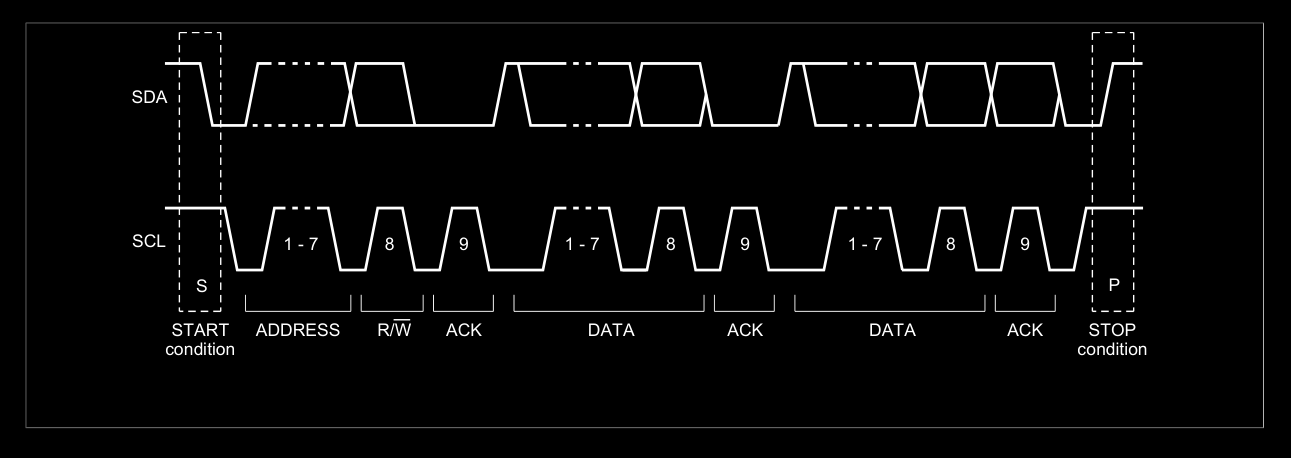 SDA
SCL
1 - 7
8
9
1 - 7
8
9
1 - 7
8
9
S
P
START
condition
ADDRESS
R/W̅
ACK
DATA
ACK
DATA
ACK
STOP
condition